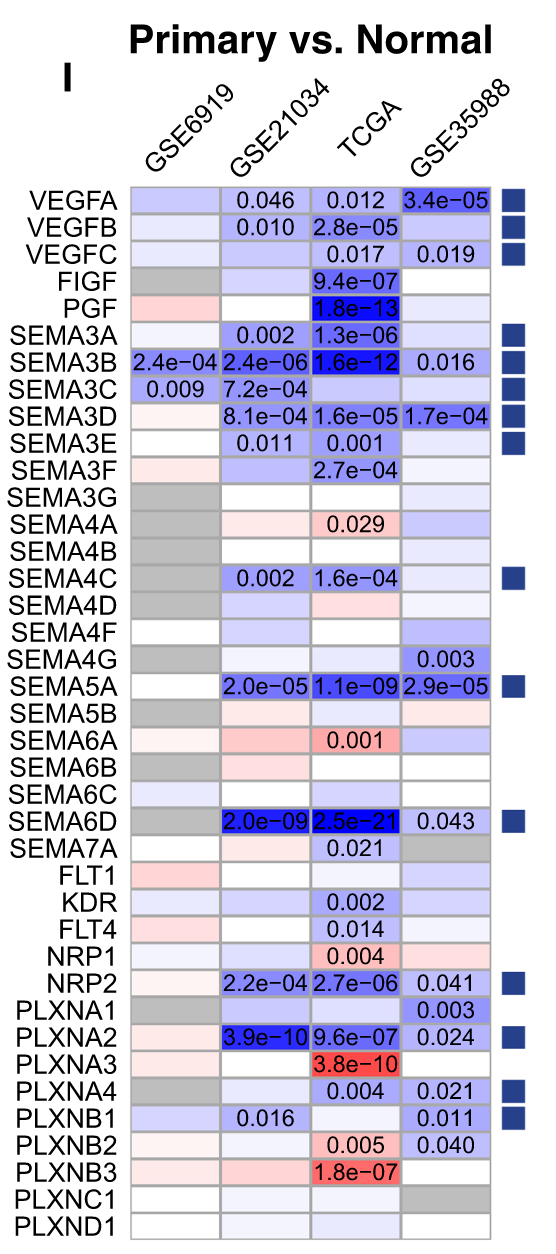 Primary vs. Normal
I
GSE6919 GSE21034 TCGA GSE35988
VEGFA 0.046 0.012 3.4e−05
VEGFB 0.010 2.8e−05
VEGFC 0.017 0.019
FIGF 9.4e−07
PGF 1.8e−13
SEMA3A 0.002 1.3e−06
SEMA3B 2.4e−04 2.4e−06 1.6e−12 0.016
SEMA3C 0.009 7.2e−04
SEMA3D 8.1e−04 1.6e−05 1.7e−04
SEMA3E 0.011 0.001
SEMA3F 2.7e−04
SEMA3G
SEMA4A 0.029
SEMA4B
SEMA4C 0.002 1.6e−04
SEMA4D
SEMA4F
SEMA4G 0.003
SEMA5A 2.0e−05 1.1e−09 2.9e−05
SEMA5B
SEMA6A 0.001
SEMA6B
SEMA6C
SEMA6D 2.0e−09 2.5e−21 0.043
SEMA7A 0.021
FLT1
KDR 0.002
FLT4 0.014
NRP1 0.004
NRP2 2.2e−04 2.7e−06 0.041
PLXNA1 0.003
PLXNA2 3.9e−10 9.6e−07 0.024
PLXNA3 3.8e−10
PLXNA4 0.004 0.021
PLXNB1 0.016 0.011
PLXNB2 0.005 0.040
PLXNB3 1.8e−07
PLXNC1
PLXND1